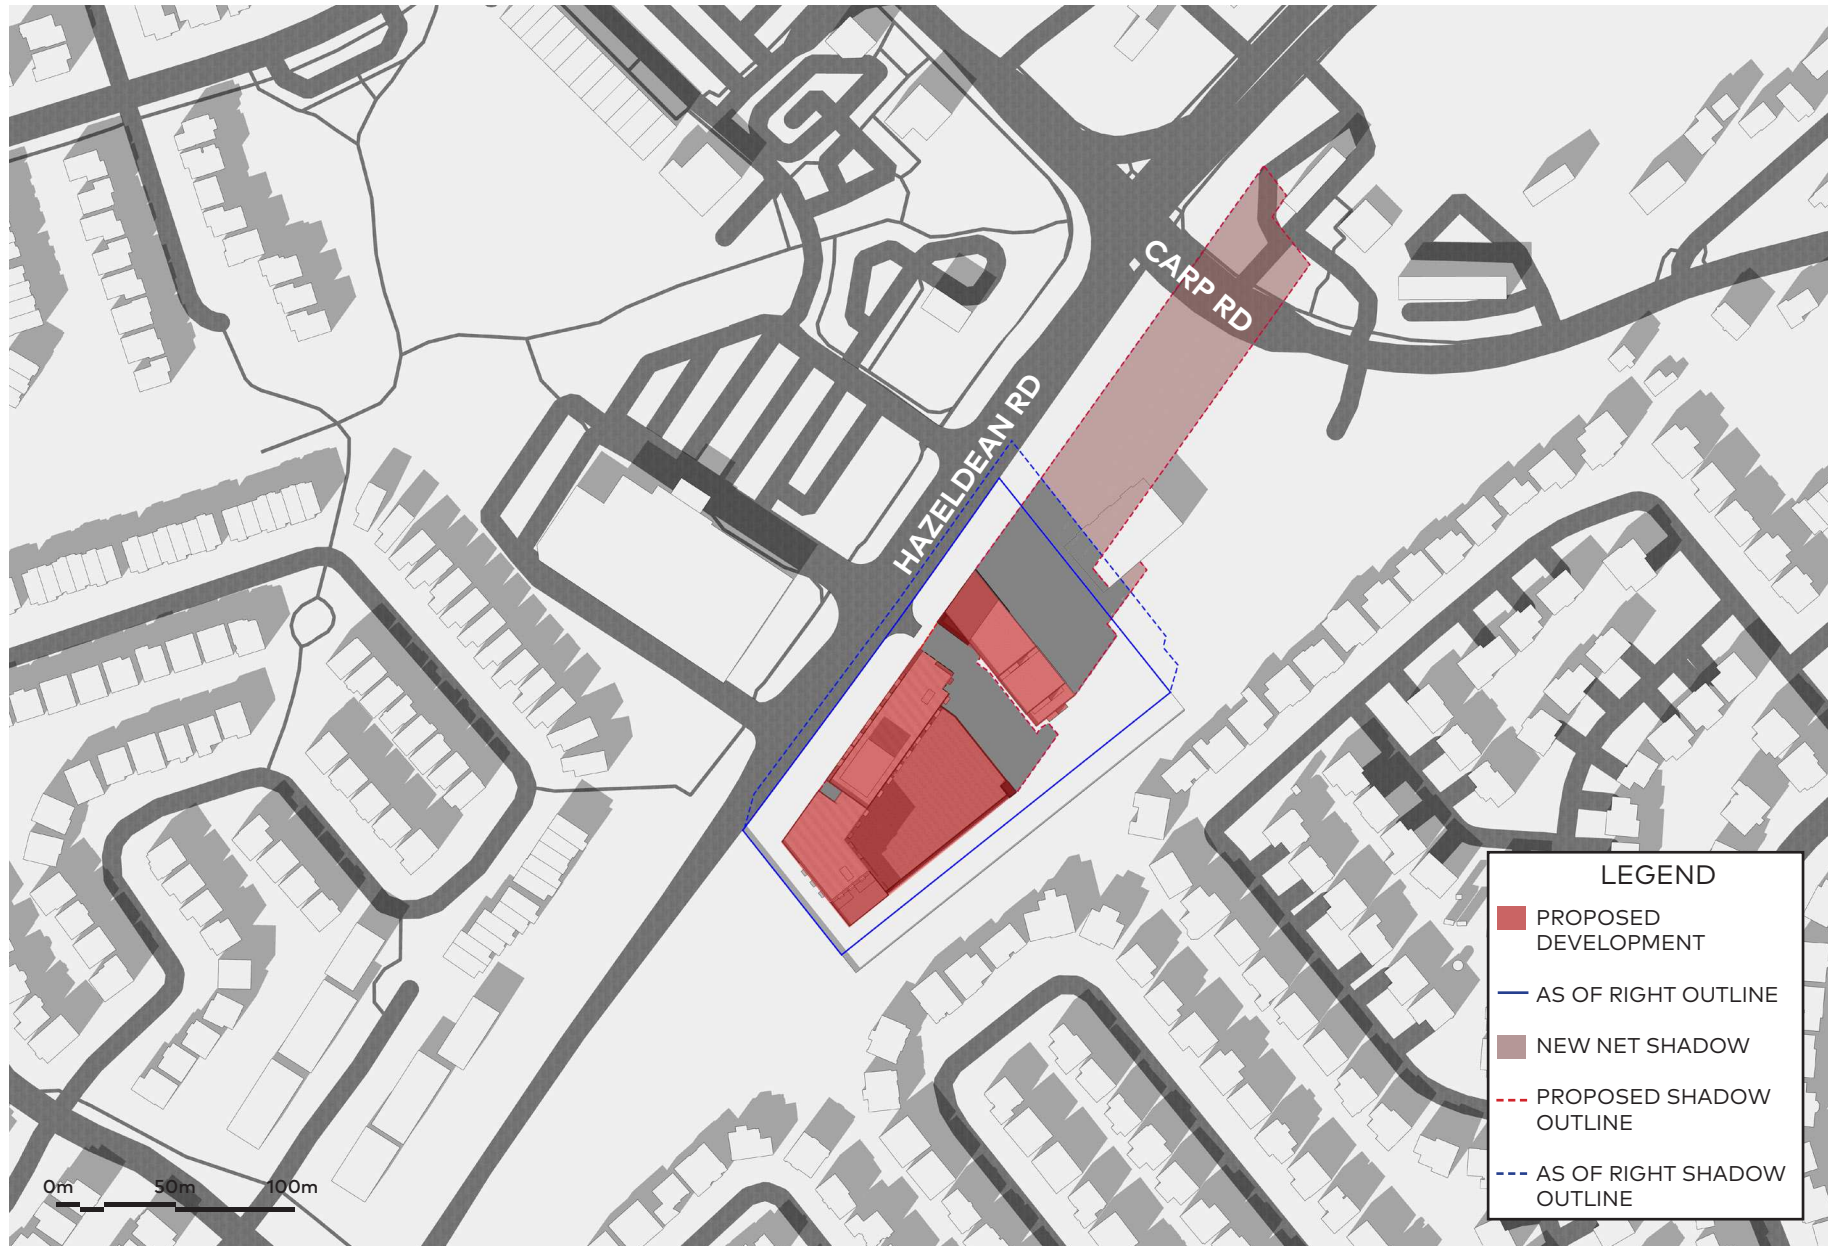 CARP RD
HAZELDEAN RD
LEGEND
PROPOSED
DEVELOPMENT
AS OF RIGHT OUTLINE
NEW NET SHADOW
PROPOSED SHADOW
OUTLINE
AS OF RIGHT SHADOW
OUTLINE
0m 50m 100m